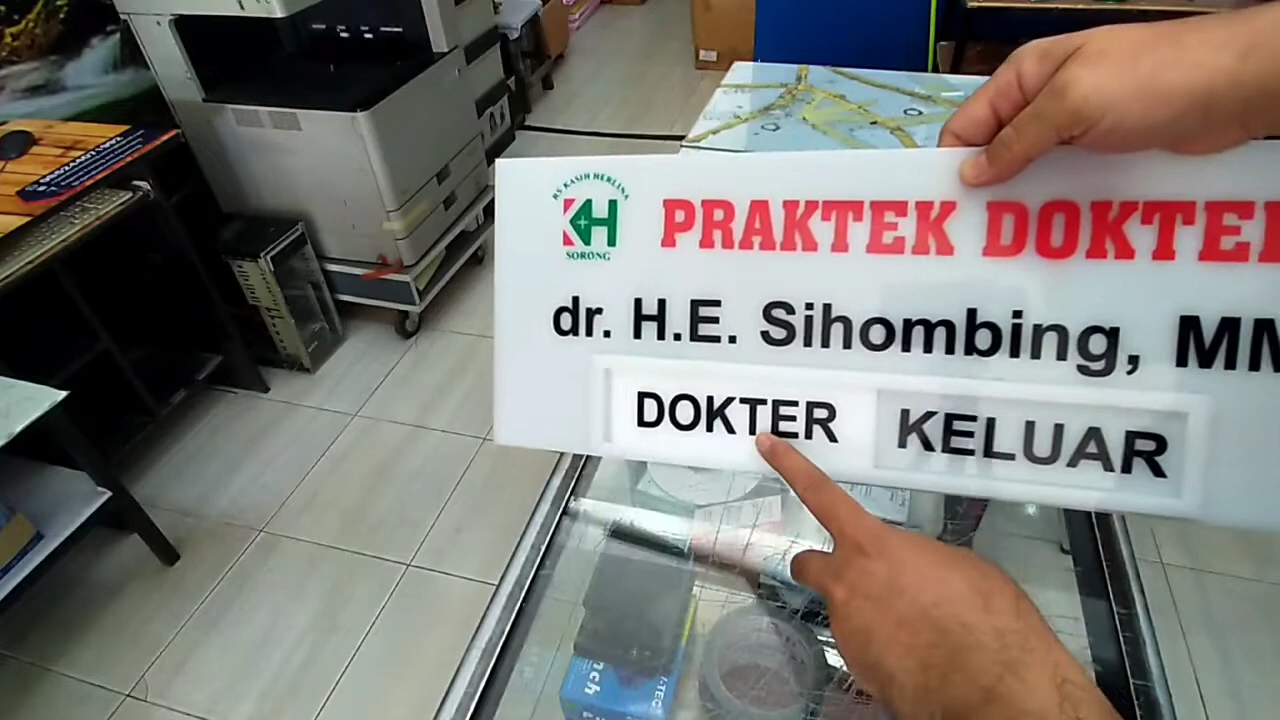 RS KASIH HERLINA
KH
SORONG
PRAKTEK DOKTER
dr. H.E. Sihombing, MM
DOKTER KELUAR